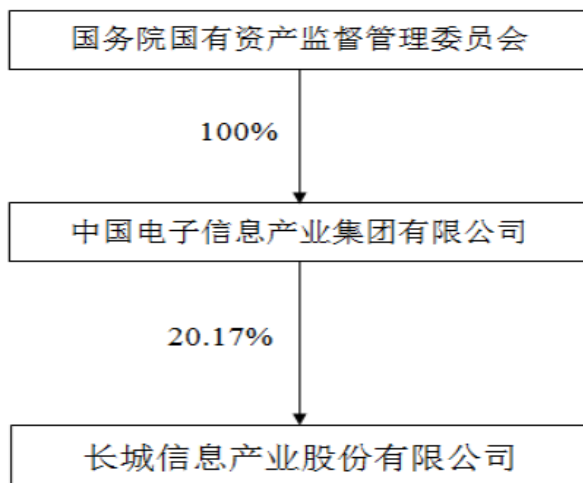 国务院国有资产监督管理委员会
100%
中国电子信息产业集团有限公司
20.17%
长城信息产业股份有限公司